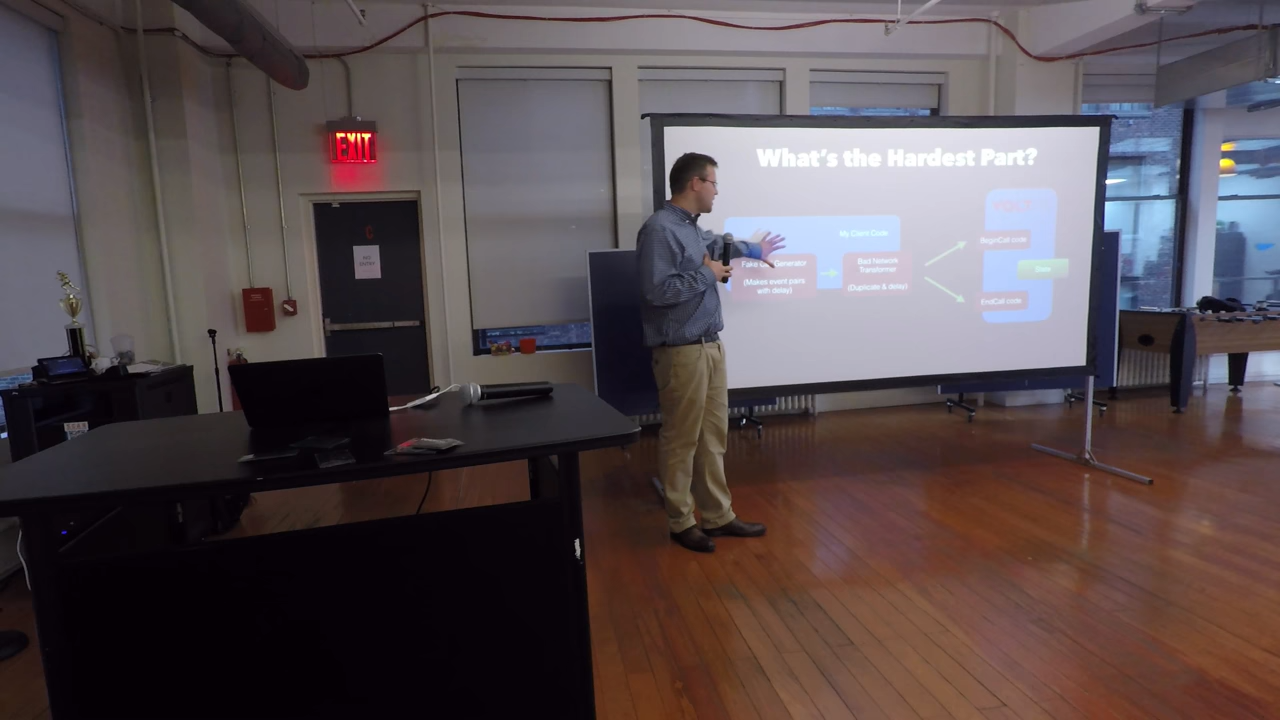 EXIT
What's the Hardest Part?
My Client Code
Fake Generator
(Makes event pairs
with delay)
Bad Network
Transformer
(Duplicate & delay)
BeginCall code
State
EndCall code